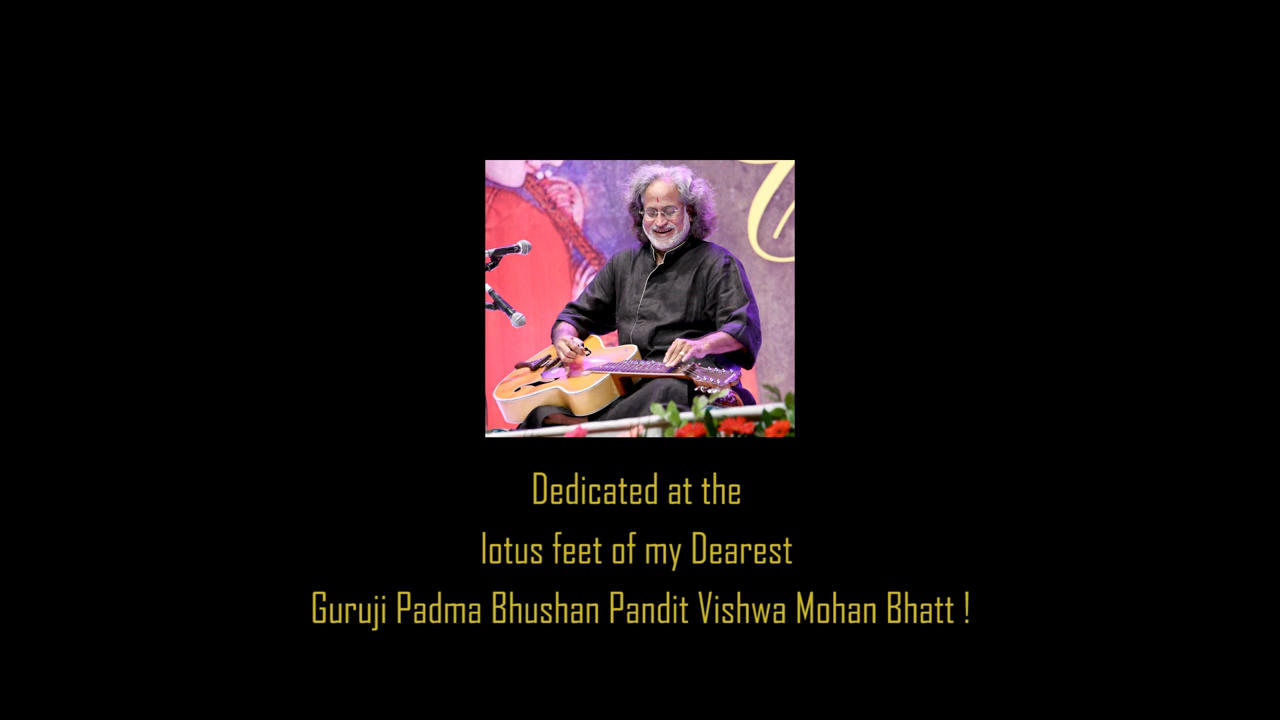 Dedicated at the
lotus feet of my Dearest
Guruji Padma Bhushan Pandit Vishwa Mohan Bhatt !